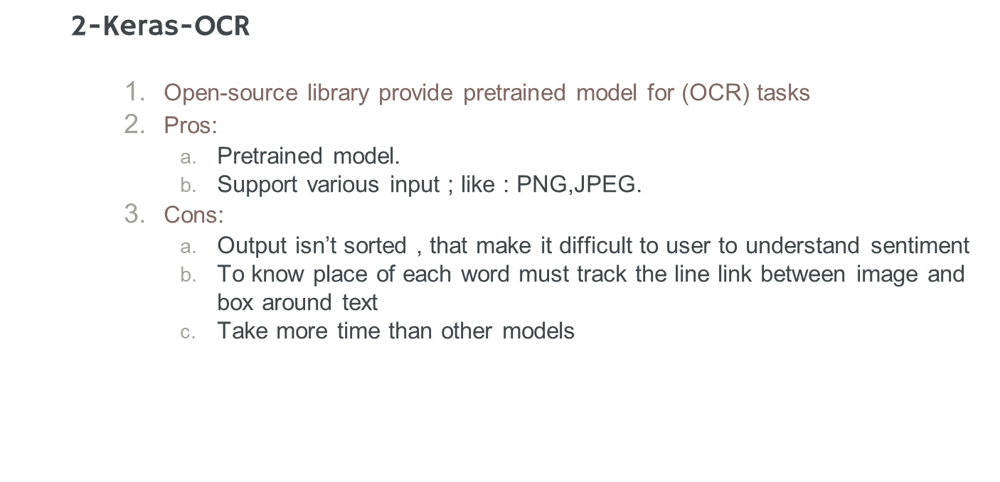 2-Keras-OCR
1. Open-source library provide pretrained model for (OCR) tasks
2. Pros:
a. Pretrained model.
b. Support various input ; like : PNG,JPEG.
3. Cons:
a. Output isn’t sorted , that make it difficult to user to understand sentiment
b. To know place of each word must track the line link between image and
box around text
c. Take more time than other models